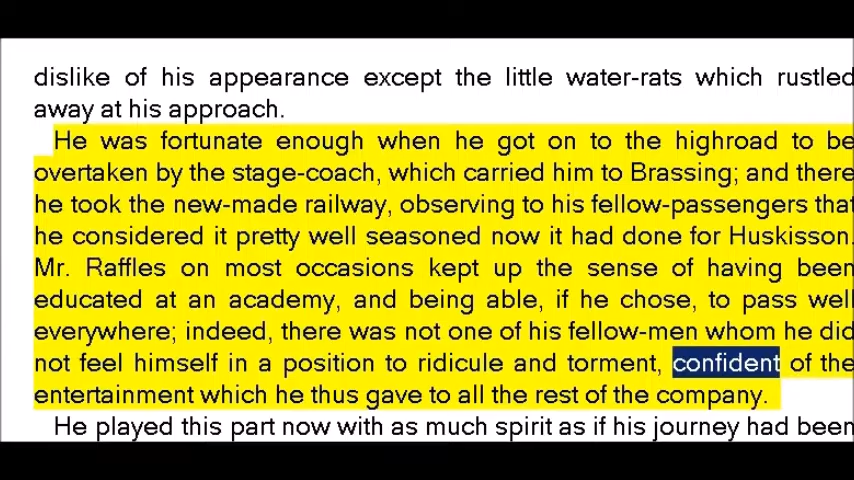 dislike of his appearance except the little water-rats which rustled
away at his approach.
He was fortunate enough when he got on to the highroad to be
overtaken by the stage-coach, which carried him to Brassing; and there
he took the new-made railway, observing to his fellow-passengers that
he considered it pretty well seasoned now it had done for Huskisson.
Mr. Raffles on most occasions kept up the sense of having been
educated at an academy, and being able, if he chose, to pass well
everywhere; indeed, there was not one of his fellow-men whom he did
not feel himself in a position to ridicule and torment, confident of the
entertainment which he thus gave to all the rest of the company.
He played this part now with as much spirit as if his journey had been